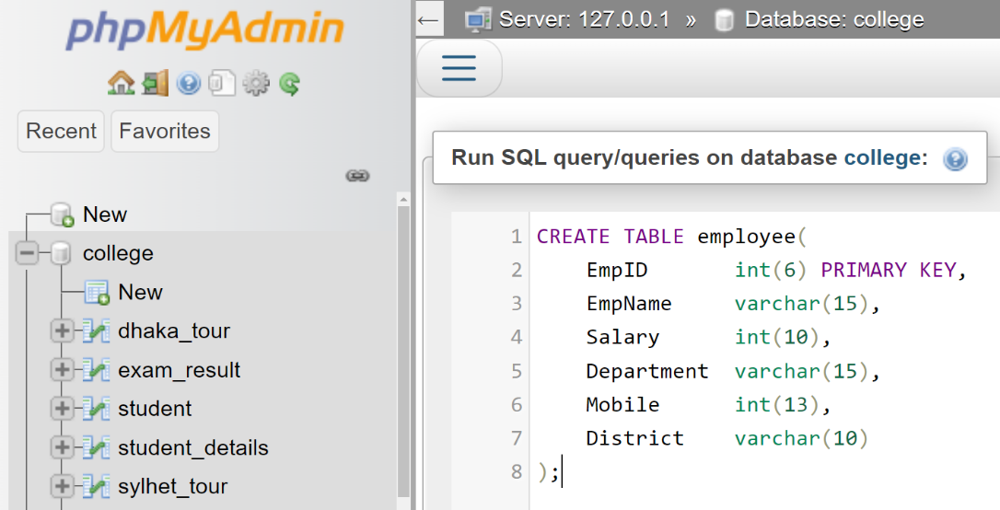 phpMyAdmin
Recent Favorites
New
college
New
dhaka_tour
exam_result
student
student_details
sylhet_tour
Server: 127.0.0.1 » Database: college
Run SQL query/queries on database college:
1 CREATE TABLE employee(
2 EmpID int(6) PRIMARY KEY,
3 EmpName varchar(15),
4 Salary int(10),
5 Department varchar(15),
6 Mobile int(13),
7 District varchar(10)
8 );